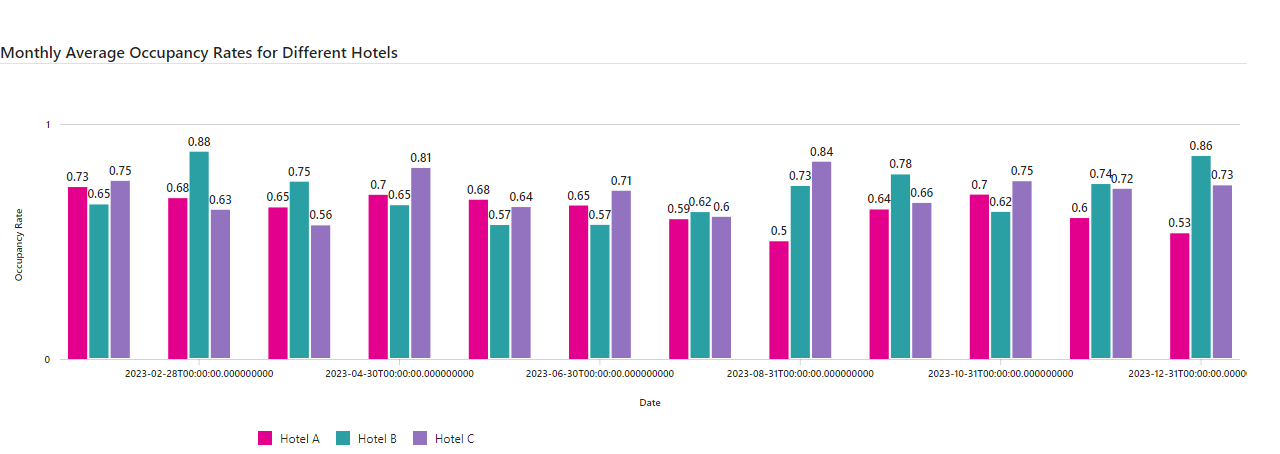 Monthly Average Occupancy Rates for Different Hotels
1
0.73 0.65 0.75 0.68 0.88 0.63 0.65 0.75 0.56 0.7 0.65 0.81 0.68 0.57 0.64 0.65 0.57 0.71 0.59 0.62 0.6 0.5 0.73 0.84 0.64 0.78 0.66 0.7 0.62 0.75 0.6 0.74 0.72 0.53 0.86 0.73
Occupancy Rate
0
2023-02-28T00:00:00.000000000 2023-04-30T00:00:00.000000000 2023-06-30T00:00:00.000000000 2023-08-31T00:00:00.000000000 2023-10-31T00:00:00.000000000 2023-12-31T00:00:00.0000
Date
Hotel A Hotel B Hotel C